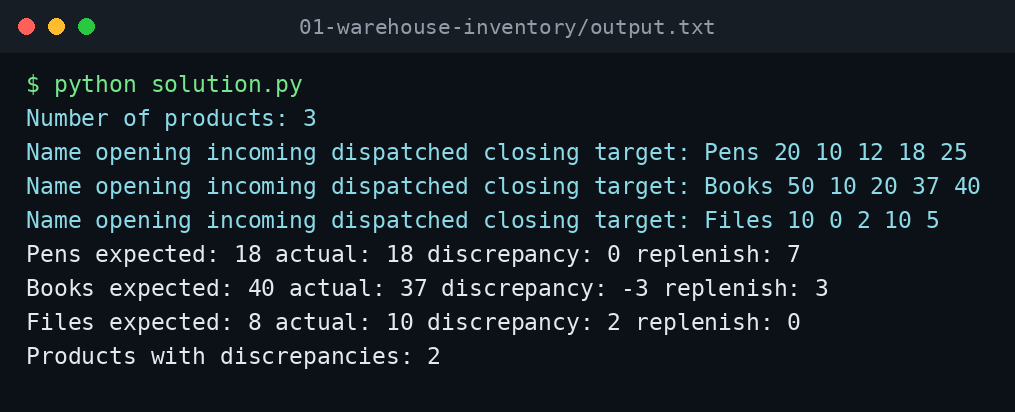 01-warehouse-inventory/output.txt
$ python solution.py
Number of products: 3
Name opening incoming dispatched closing target: Pens 20 10 12 18 25
Name opening incoming dispatched closing target: Books 50 10 20 37 40
Name opening incoming dispatched closing target: Files 10 0 2 10 5
Pens expected: 18 actual: 18 discrepancy: 0 replenish: 7
Books expected: 40 actual: 37 discrepancy: -3 replenish: 3
Files expected: 8 actual: 10 discrepancy: 2 replenish: 0
Products with discrepancies: 2